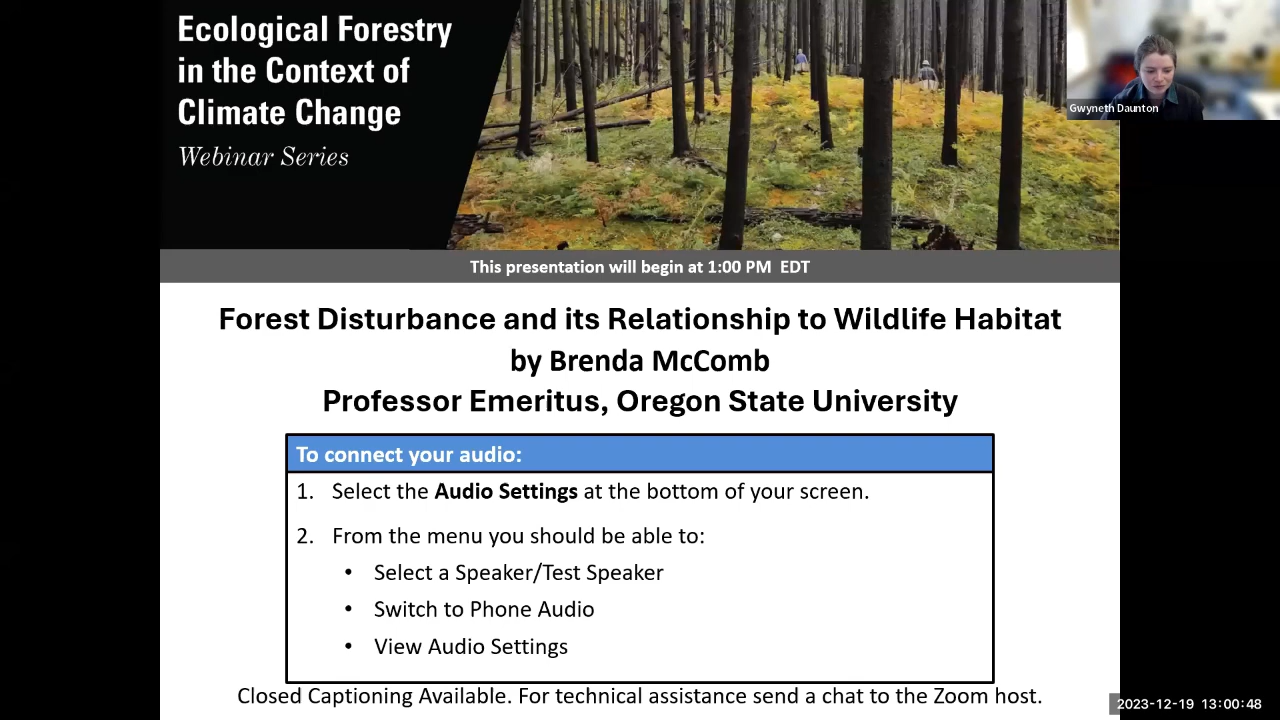 Ecological Forestry
in the Context of
Climate Change
Webinar Series
Gwyneth Daunton
This presentation will begin at 1:00 PM EDT
Forest Disturbance and its Relationship to Wildlife Habitat
by Brenda McComb
Professor Emeritus, Oregon State University
To connect your audio:
1. Select the Audio Settings at the bottom of your screen.
2. From the menu you should be able to:
• Select a Speaker/Test Speaker
• Switch to Phone Audio
• View Audio Settings
Closed Captioning Available. For technical assistance send a chat to the Zoom host.
2023-12-19 13:00:48